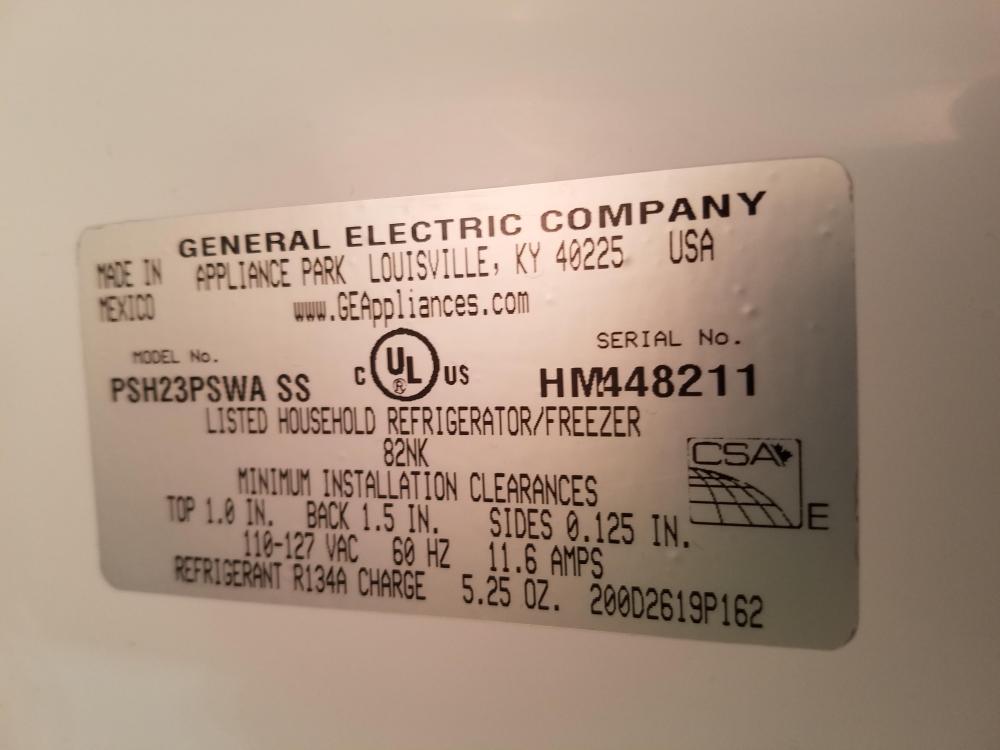 GENERAL ELECTRIC COMPANY
MADE IN MEXICO
APPLIANCE PARK LOUISVILLE, KY 40225 USA
www.GEAppliances.com
MODEL No.
PSH23PSWA SS
C UL ® US
SERIAL No.
HM448211
LISTED HOUSEHOLD REFRIGERATOR/FREEZER
82NK
MINIMUM INSTALLATION CLEARANCES
TOP 1.0 IN. BACK 1.5 IN. SIDES 0.125 IN.
110-127 VAC 60 HZ 11.6 AMPS
REFRIGERANT R134A CHARGE 5.25 OZ. 200D2619P162
CSA E